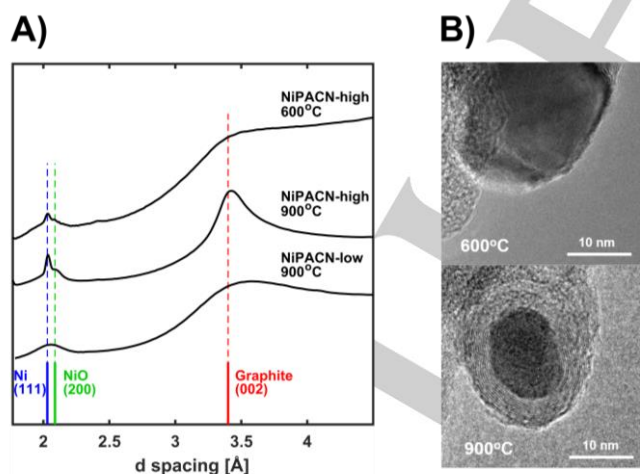 A)
B)
NiPACN-high
600°C
NiPACN-high
900°C
NiPACN-low
900°C
Ni
(111)
NiO
(200)
Graphite
(002)
2
2.5
3
3.5
4
d spacing [Å]
600°C
10 nm
900°C
10 nm